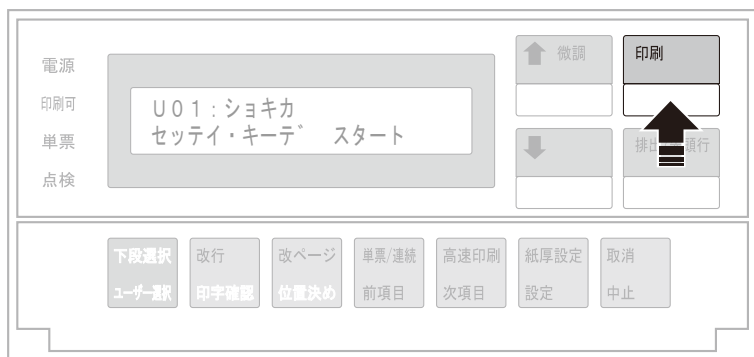 電源
印刷可
単票
点検
U01:ショキカ
セッテイ・キーデ゛ スタート
微調
印刷
排出/ 頭行
下段選択
ユーザー選択
改行
印字確認
改ページ
位置決め
単票/連続
前項目
高速印刷
次項目
紙厚設定
設定
取消
中止